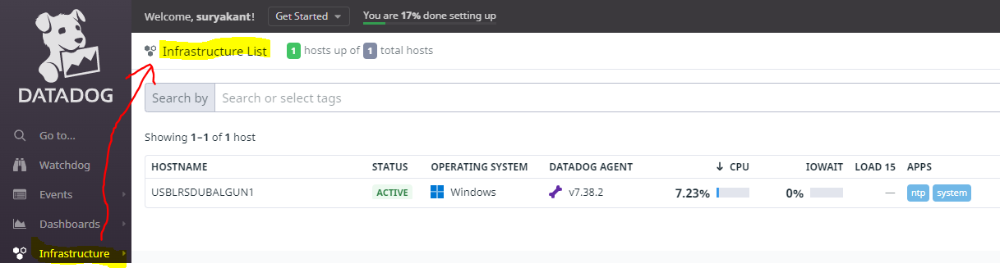 Welcome, suryakant! Get Started You are 17% done setting up
Infrastructure List 1 hosts up of 1 total hosts
DATADOG
Search by Search or select tags
Go to...
Showing 1–1 of 1 host
Watchdog
HOSTNAME STATUS OPERATING SYSTEM DATADOG AGENT ↓ CPU IOWAIT LOAD 15 APPS
Events
USBLRSDUBALGUN1 ACTIVE Windows v7.38.2 7.23% 0% — ntp system
Dashboards
Infrastructure